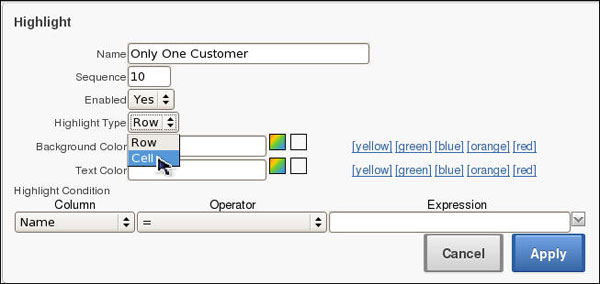 Highlight
Name Only One Customer
Sequence 10
Enabled Yes
Highlight Type Row
Row
Background Color [yellow] [green] [blue] [orange] [red]
Cell
Text Color [yellow] [green] [blue] [orange] [red]
Highlight Condition
Column Operator Expression
Name =
Cancel Apply